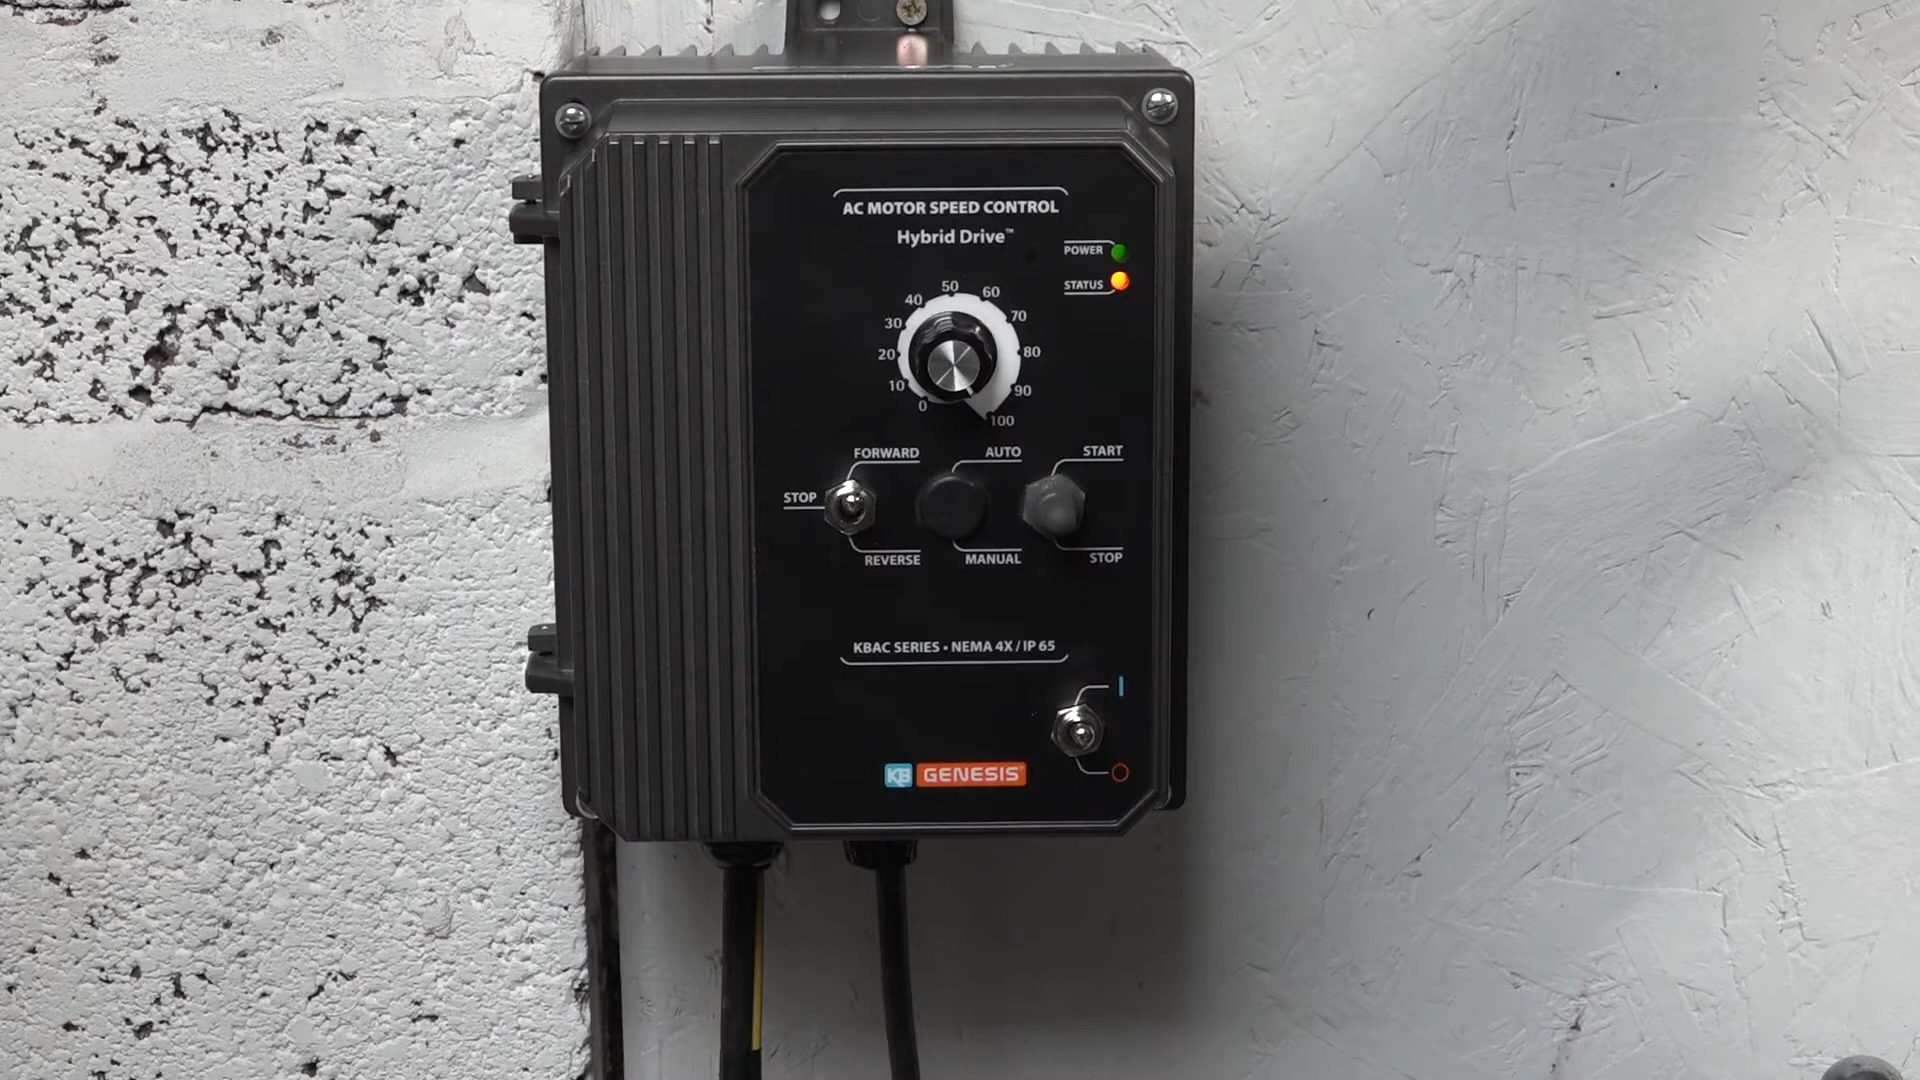 AC MOTOR SPEED CONTROL
Hybrid Drive™
POWER
STATUS
0
10
20
30
40
50
60
70
80
90
100
FORWARD
STOP
REVERSE
AUTO
MANUAL
START
STOP
KBAC SERIES • NEMA 4X / IP 65
I
O
KB GENESIS